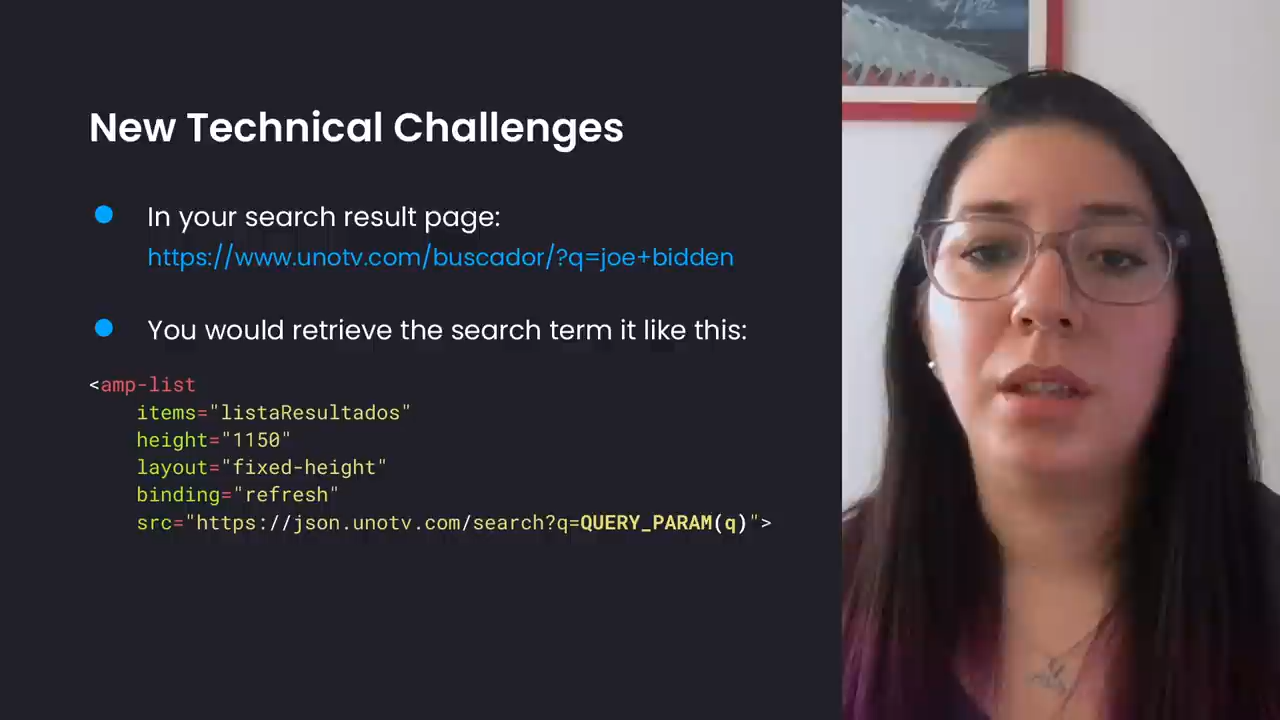 New Technical Challenges
In your search result page:
https://www.unotv.com/buscador/?q=joe+bidden
You would retrieve the search term it like this:
<amp-list
items="listaResultados"
height="1150"
layout="fixed-height"
binding="refresh"
src="https://json.unotv.com/search?q=QUERY_PARAM(q)">